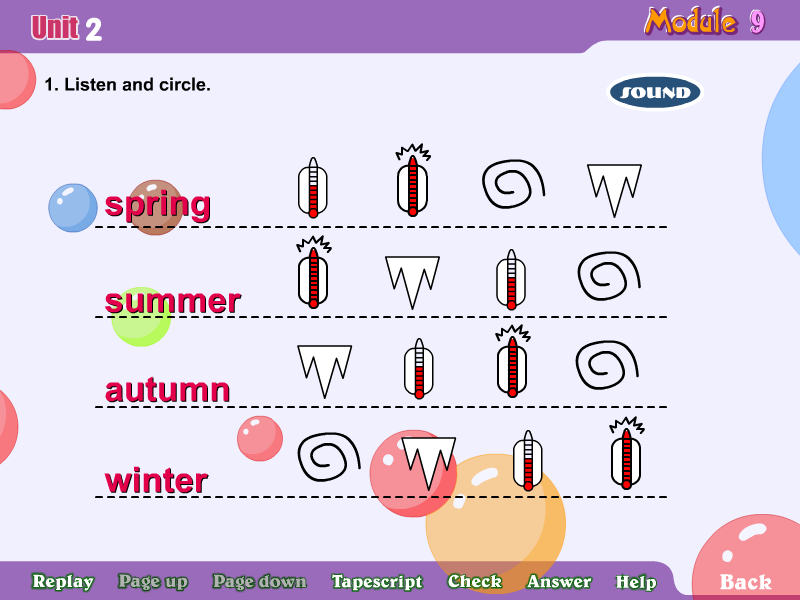 Unit 2
Module 9
1. Listen and circle.
SOUND
spring
summer
autumn
winter
Replay Page up Page down Tapescript Check Answer Help Back